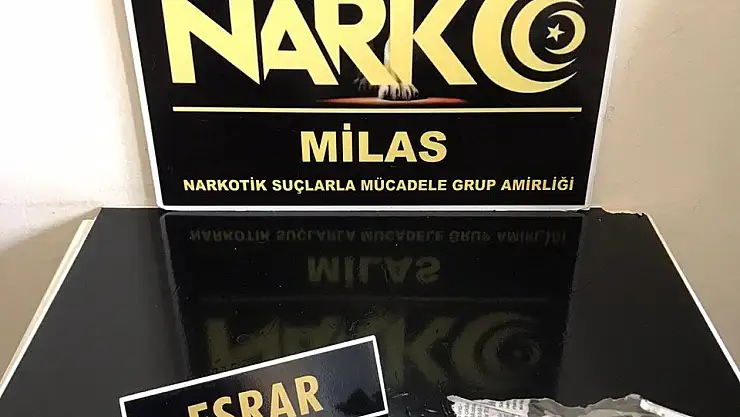 NARKO
MİLAS
NARKOTİK SUÇLARLA MÜCADELE GRUP AMİRLİĞİ
ESRAR